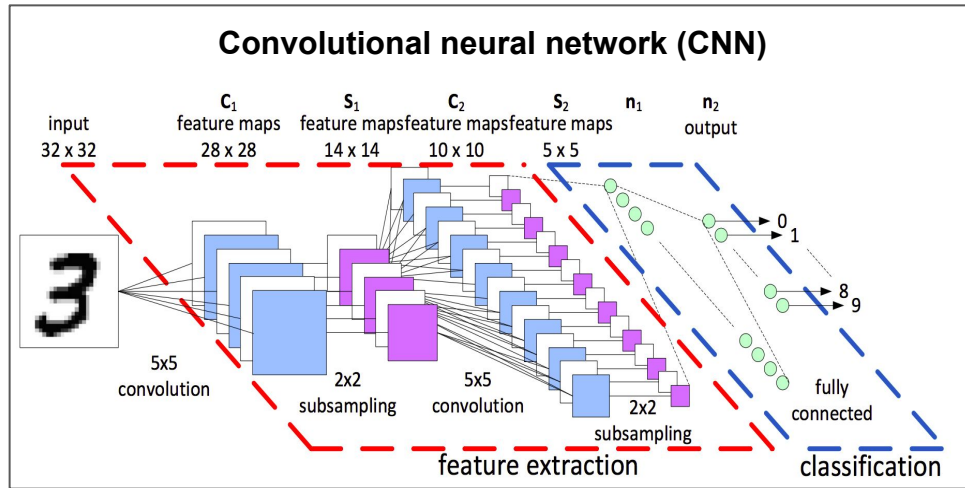 Convolutional neural network (CNN)
input
32 x 32
C₁
feature maps
28 x 28
S₁
feature maps
14 x 14
C₂
feature maps
10 x 10
S₂
feature maps
5 x 5
n₁
n₂
output
3
0
1
8
9
5x5
convolution
2x2
subsampling
5x5
convolution
2x2
subsampling
fully
connected
feature extraction
classification